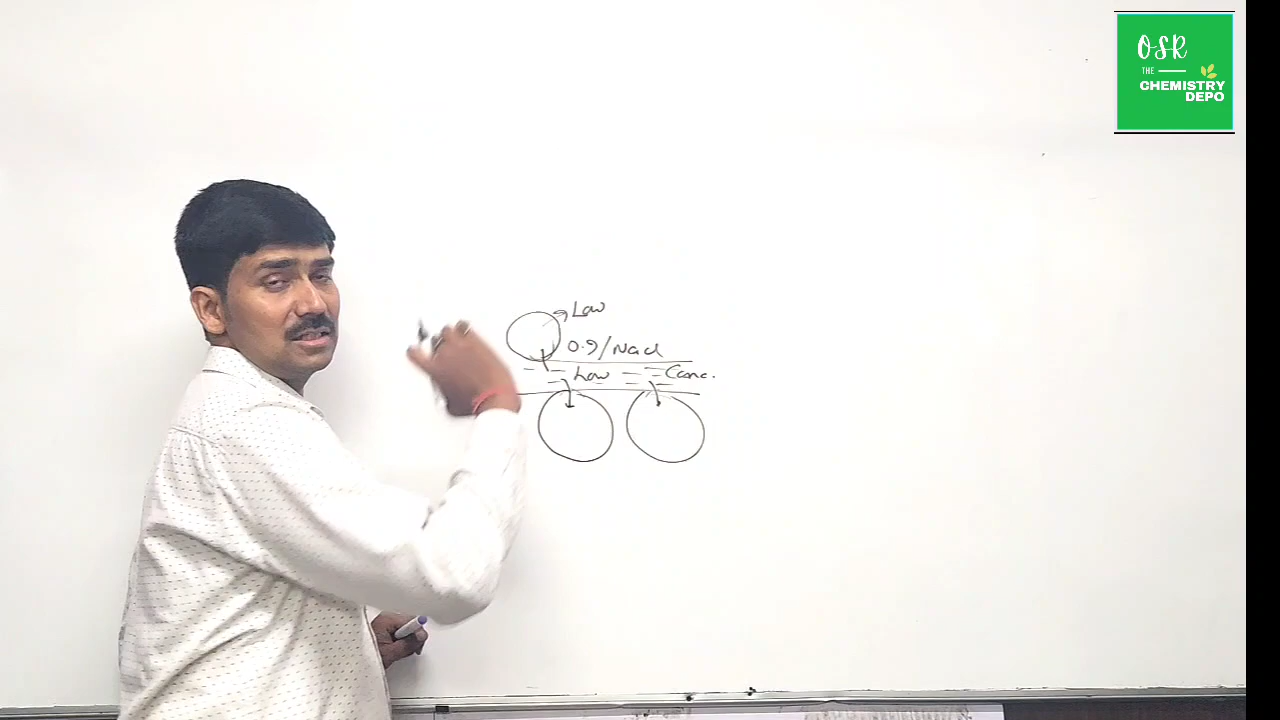 OSR
THE
CHEMISTRY
DEPO
Low
0.9/Nacl
Low Conc.